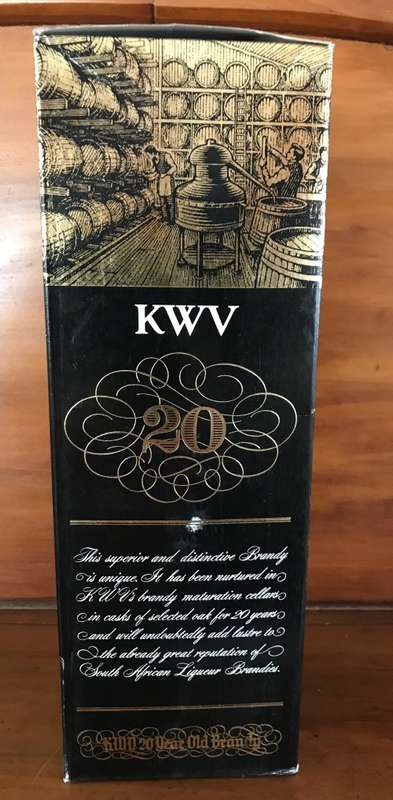 KWV
20
This superior and distinctive Brandy
is unique. It has been nurtured in
KWV's brandy maturation cellars
in casks of selected oak for 20 years
and will undoubtedly add lustre to
the already great reputation of
South African Liqueur Brandies.
KWV 20 Year Old Brandy